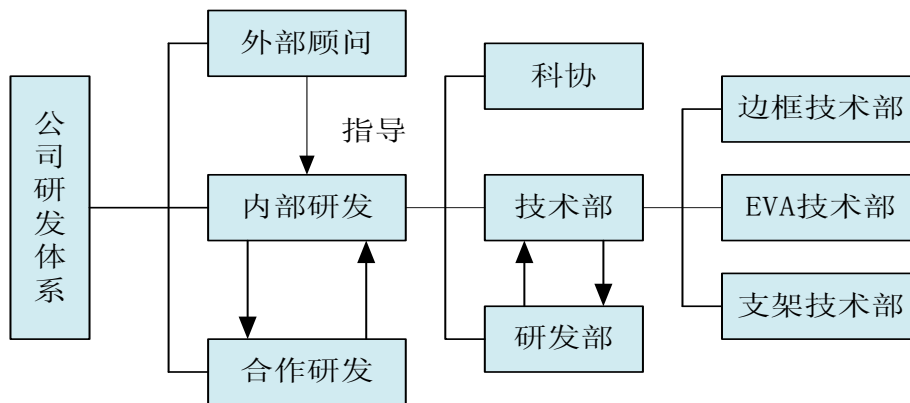 公司研发体系
外部顾问
指导
内部研发
合作研发
科协
技术部
研发部
边框技术部
EVA技术部
支架技术部